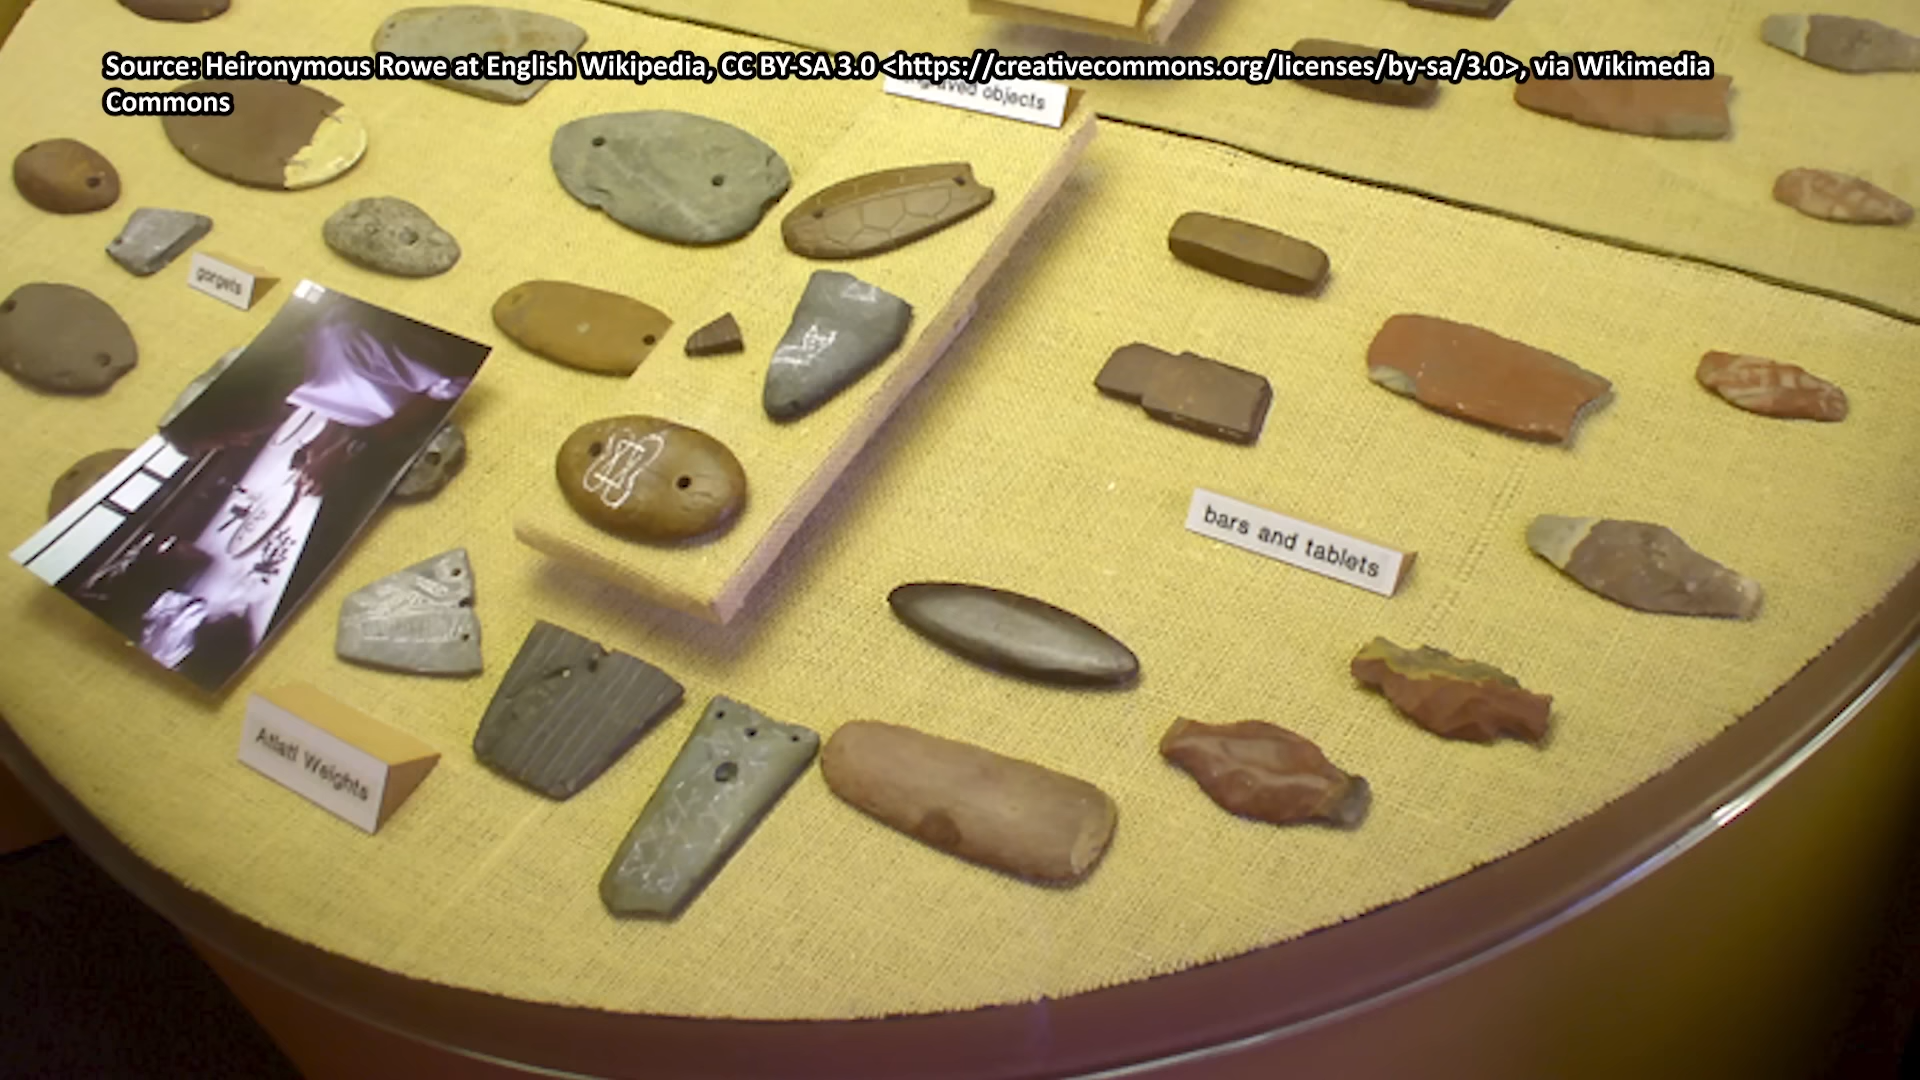 Source: Heironymous Rowe at English Wikipedia, CC BY-SA 3.0 <https://creativecommons.org/licenses/by-sa/3.0>, via Wikimedia
Commons
objects
gorgets
bars and tablets
Atlatl Weights